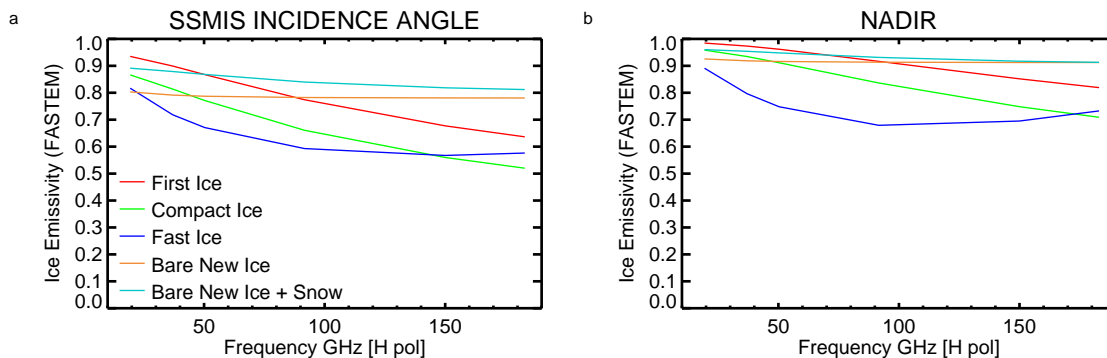 a
SSMIS INCIDENCE ANGLE
1.0
0.9
0.8
0.7
0.6
0.5
0.4
0.3
0.2
0.1
0.0
Ice Emissivity (FASTEM)
First Ice
Compact Ice
Fast Ice
Bare New Ice
Bare New Ice + Snow
50
100
150
Frequency GHz [H pol]
b
NADIR
1.0
0.9
0.8
0.7
0.6
0.5
0.4
0.3
0.2
0.1
0.0
Ice Emissivity (FASTEM)
50
100
150
Frequency GHz [H pol]